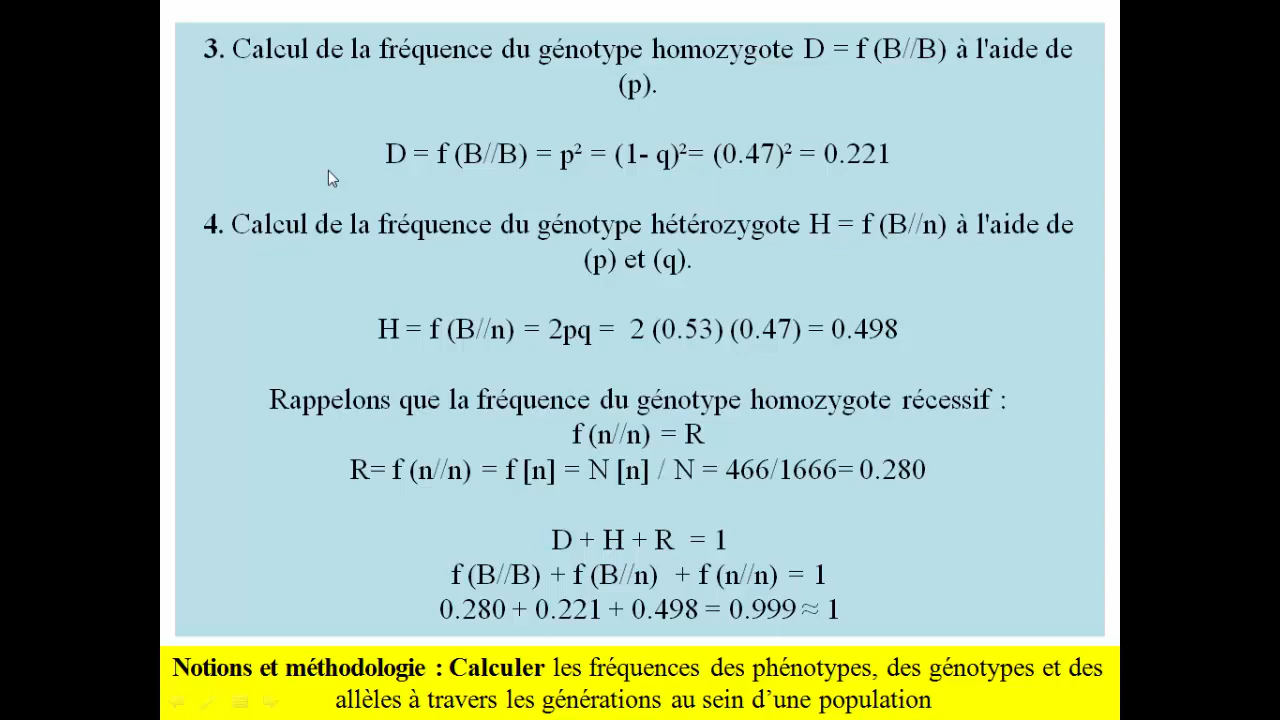 3. Calcul de la fréquence du génotype homozygote D = f (B//B) à l'aide de
(p).
D = f (B//B) = p² = (1- q)²= (0.47)² = 0.221
4. Calcul de la fréquence du génotype hétérozygote H = f (B//n) à l'aide de
(p) et (q).
H = f (B//n) = 2pq = 2 (0.53) (0.47) = 0.498
Rappelons que la fréquence du génotype homozygote récessif :
f (n//n) = R
R= f (n//n) = f [n] = N [n] / N = 466/1666= 0.280
D + H + R = 1
f (B//B) + f (B//n) + f (n//n) = 1
0.280 + 0.221 + 0.498 = 0.999 ≈ 1
Notions et méthodologie : Calculer les fréquences des phénotypes, des génotypes et des
allèles à travers les générations au sein d’une population